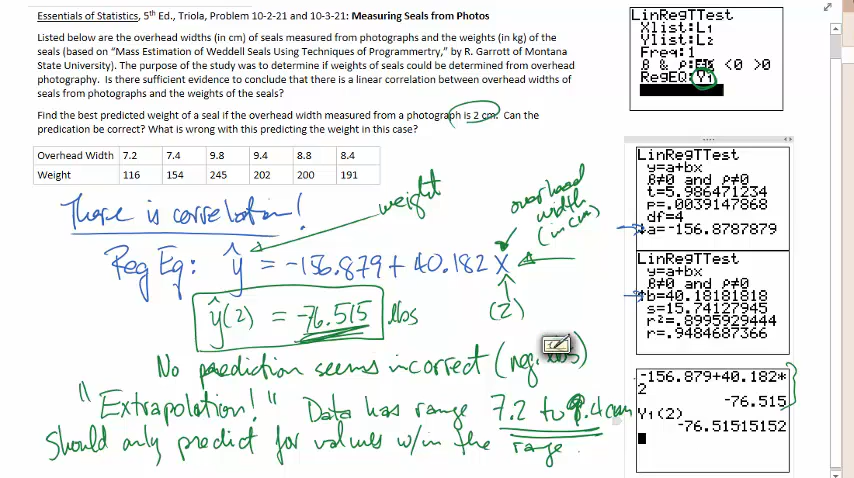 Essentials of Statistics, 5th Ed., Triola, Problem 10-2-21 and 10-3-21: Measuring Seals from Photos
Listed below are the overhead widths (in cm) of seals measured from photographs and the weights (in kg) of the
seals (based on "Mass Estimation of Weddell Seals Using Techniques of Programmertry," by R. Garrott of Montana
State University). The purpose of the study was to determine if weights of seals could be determined from overhead
photography. Is there sufficient evidence to conclude that there is a linear correlation between overhead widths of
seals from photographs and the weights of the seals?
Find the best predicted weight of a seal if the overhead width measured from a photograph is 2 cm. Can the
predication be correct? What is wrong with this predicting the weight in this case?
Overhead Width 7.2 7.4 9.8 9.4 8.8 8.4
Weight 116 154 245 202 200 191
There is correlation!
weight
overhead
width
(in cm)
Reg Eq: ŷ = -156.879 + 40.182 X
ŷ(2) = -76.515 lbs
(2)
No prediction seems incorrect (neg.
"Extrapolation!" Data has range 7.2 to 9.4 cm
should only predict for values w/in the range.
LinRegTTest
Xlist:L1
Ylist:L2
Freq:1
β & ρ:≠0 <0 >0
RegEQ:Y1
LinRegTTest
y=a+bx
β≠0 and ρ≠0
t=5.986471234
p=.0039147868
df=4
↓a=-156.8787879
LinRegTTest
y=a+bx
β≠0 and ρ≠0
↑b=40.18181818
s=15.74127945
r²=.8995929444
r=.9484687366
-156.879+40.182*
2
-76.515
Y1(2)
-76.51515152